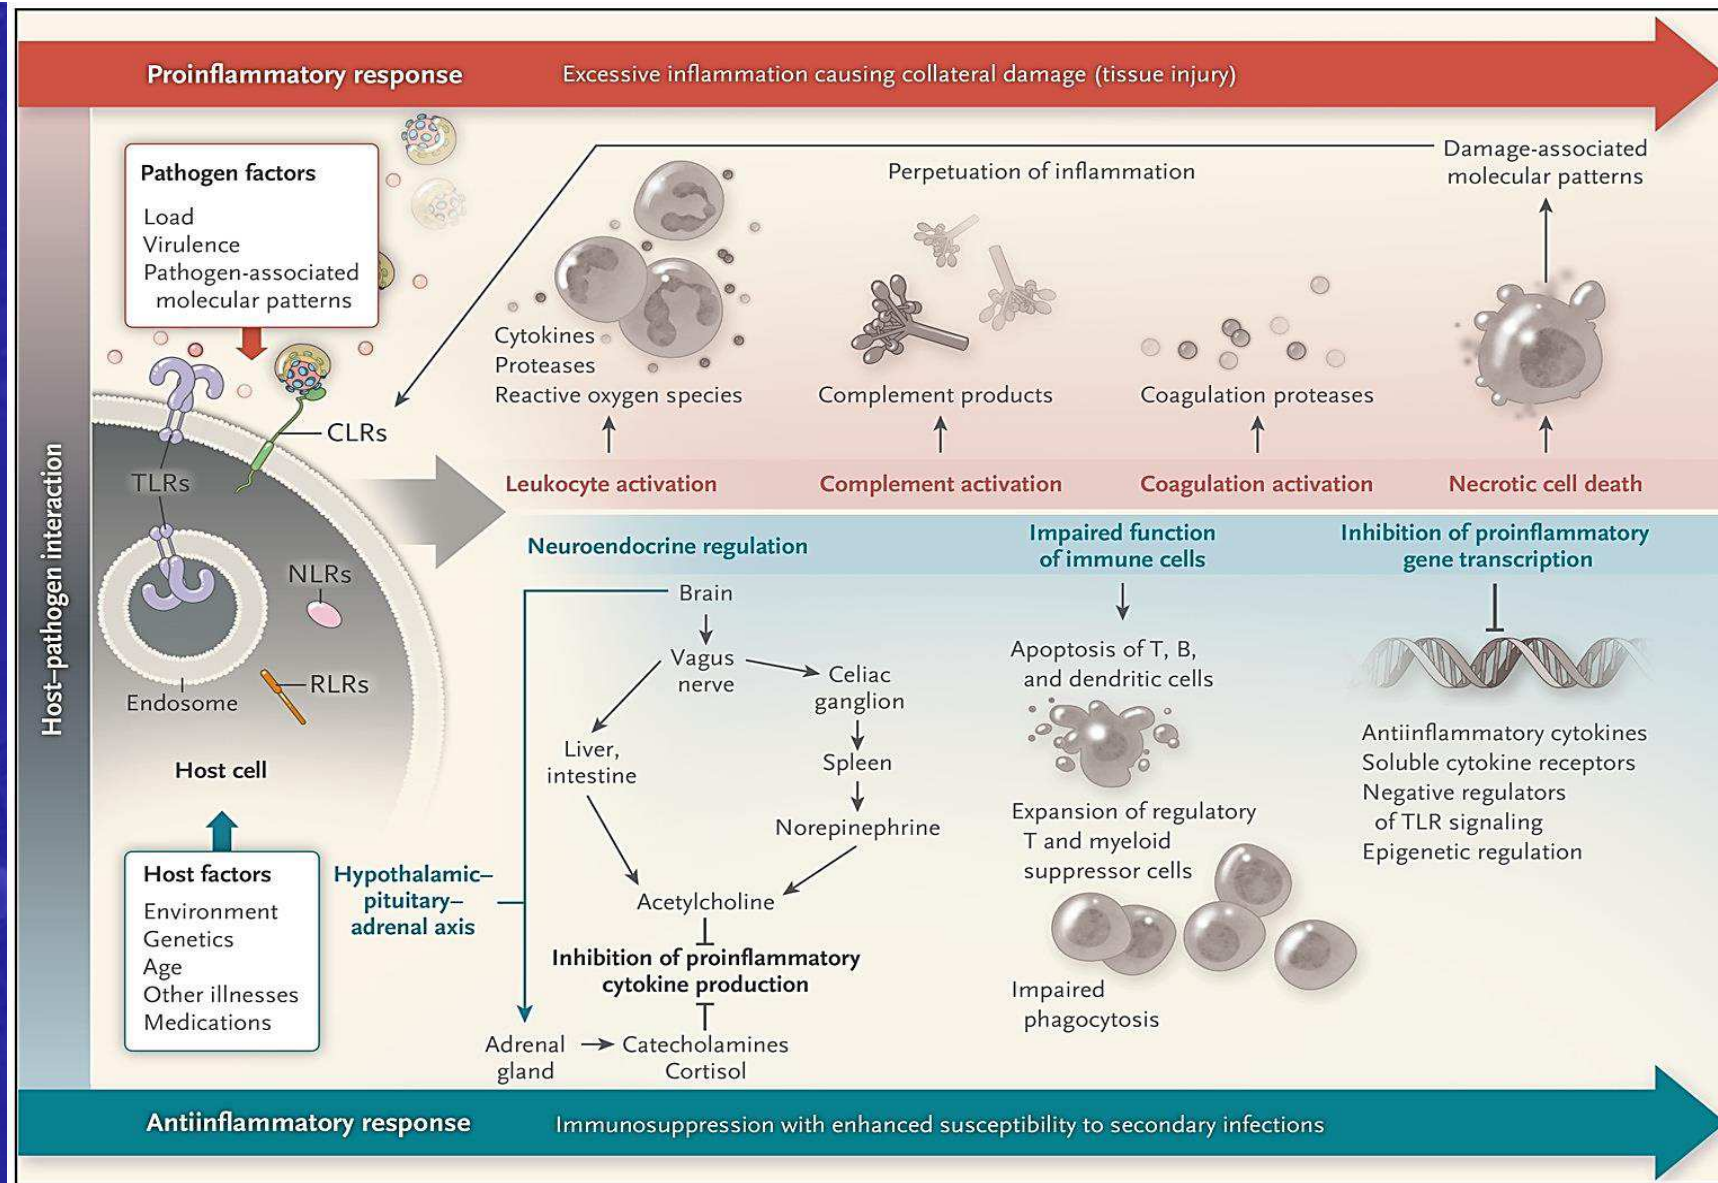 Proinflammatory response
Excessive inflammation causing collateral damage (tissue injury)
Host–pathogen interaction
Pathogen factors
Load
Virulence
Pathogen-associated
molecular patterns
CLRs
TLRs
NLRs
RLRs
Endosome
Host cell
Host factors
Environment
Genetics
Age
Other illnesses
Medications
Perpetuation of inflammation
Damage-associated
molecular patterns
Cytokines
Proteases
Reactive oxygen species
Complement products
Coagulation proteases
Leukocyte activation
Complement activation
Coagulation activation
Necrotic cell death
Neuroendocrine regulation
Impaired function
of immune cells
Inhibition of proinflammatory
gene transcription
Brain
Vagus
nerve
Celiac
ganglion
Liver,
intestine
Spleen
Norepinephrine
Acetylcholine
Hypothalamic–
pituitary–
adrenal axis
Inhibition of proinflammatory
cytokine production
Adrenal
gland
Catecholamines
Cortisol
Apoptosis of T, B,
and dendritic cells
Expansion of regulatory
T and myeloid
suppressor cells
Impaired
phagocytosis
Antiinflammatory cytokines
Soluble cytokine receptors
Negative regulators
of TLR signaling
Epigenetic regulation
Antiinflammatory response
Immunosuppression with enhanced susceptibility to secondary infections